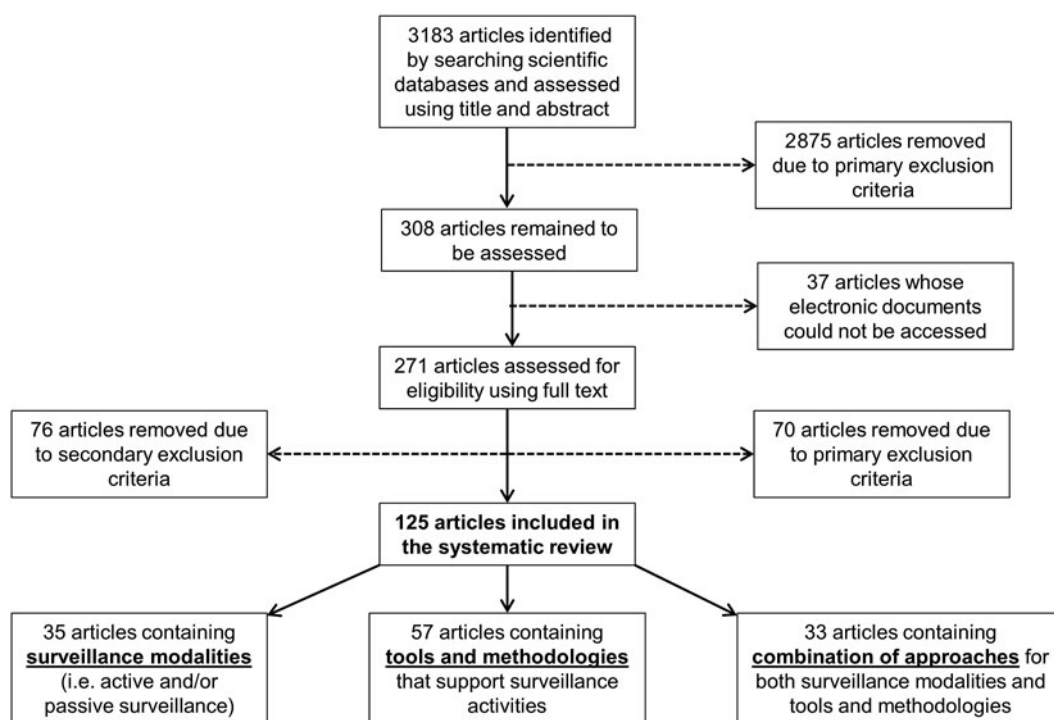 3183 articles identified
by searching scientific
databases and assessed
using title and abstract
2875 articles removed
due to primary exclusion
criteria
308 articles remained to
be assessed
37 articles whose
electronic documents
could not be accessed
271 articles assessed for
eligibility using full text
76 articles removed due
to secondary exclusion
criteria
70 articles removed due
to primary exclusion
criteria
125 articles included in
the systematic review
35 articles containing
surveillance modalities
(i.e. active and/or
passive surveillance)
57 articles containing
tools and methodologies
that support surveillance
activities
33 articles containing
combination of approaches for
both surveillance modalities and
tools and methodologies